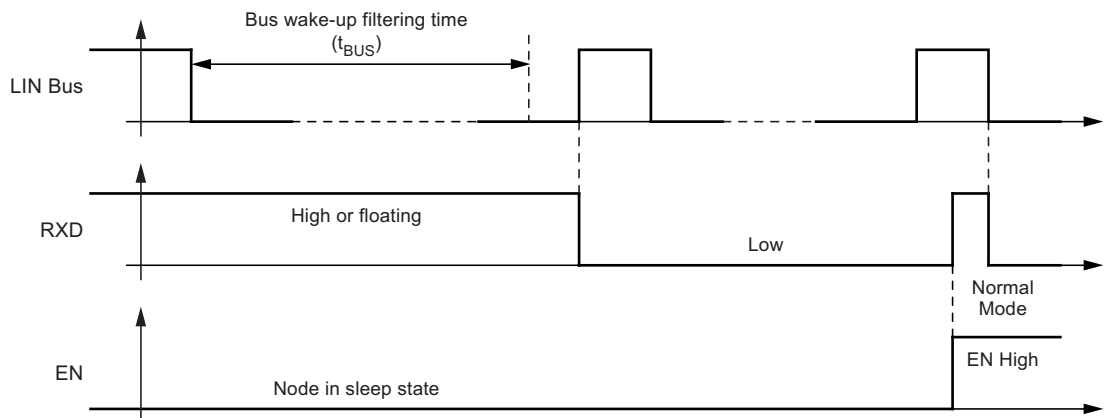 Bus wake-up filtering time
(tBUS)
LIN Bus
RXD
High or floating
Low
Normal
Mode
EN
Node in sleep state
EN High